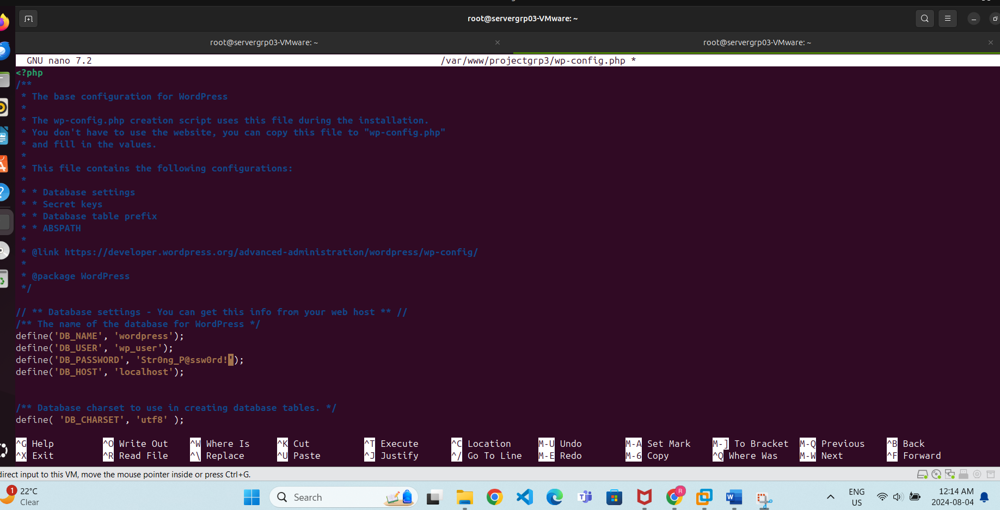 root@servergrp03-VMware: ~
root@servergrp03-VMware: ~ ×
root@servergrp03-VMware: ~ ×
GNU nano 7.2 /var/www/projectgrp3/wp-config.php *
<?php
/**
 * The base configuration for WordPress
 *
 * The wp-config.php creation script uses this file during the installation.
 * You don't have to use the website, you can copy this file to "wp-config.php"
 * and fill in the values.
 *
 * This file contains the following configurations:
 *
 * * Database settings
 * * Secret keys
 * * Database table prefix
 * * ABSPATH
 *
 * @link https://developer.wordpress.org/advanced-administration/wordpress/wp-config/
 *
 * @package WordPress
 */
// ** Database settings - You can get this info from your web host ** //
/** The name of the database for WordPress */
define('DB_NAME', 'wordpress');
define('DB_USER', 'wp_user');
define('DB_PASSWORD', 'Str0ng_P@ssw0rd!');
define('DB_HOST', 'localhost');
/** Database charset to use in creating database tables. */
define( 'DB_CHARSET', 'utf8' );
^G Help ^O Write Out ^W Where Is ^K Cut ^T Execute ^C Location M-U Undo M-A Set Mark M-] To Bracket M-Q Previous ^B Back
^X Exit ^R Read File ^\ Replace ^U Paste ^J Justify ^/ Go To Line M-E Redo M-6 Copy ^Q Where Was M-W Next ^F Forward
direct input to this VM, move the mouse pointer inside or press Ctrl+G.
1 22°C
Clear
Search
R
ENG
US
12:14 AM
2024-08-04